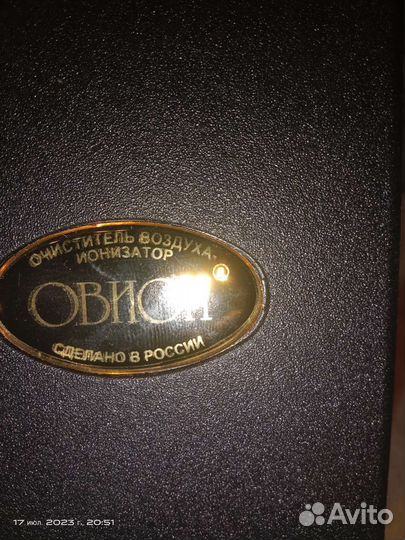 ОЧИСТИТЕЛЬ ВОЗДУХА-
ИОНИЗАТОР
СДЕЛАНО В РОССИИ
17 июл. 2023 г. 20:51
Avito